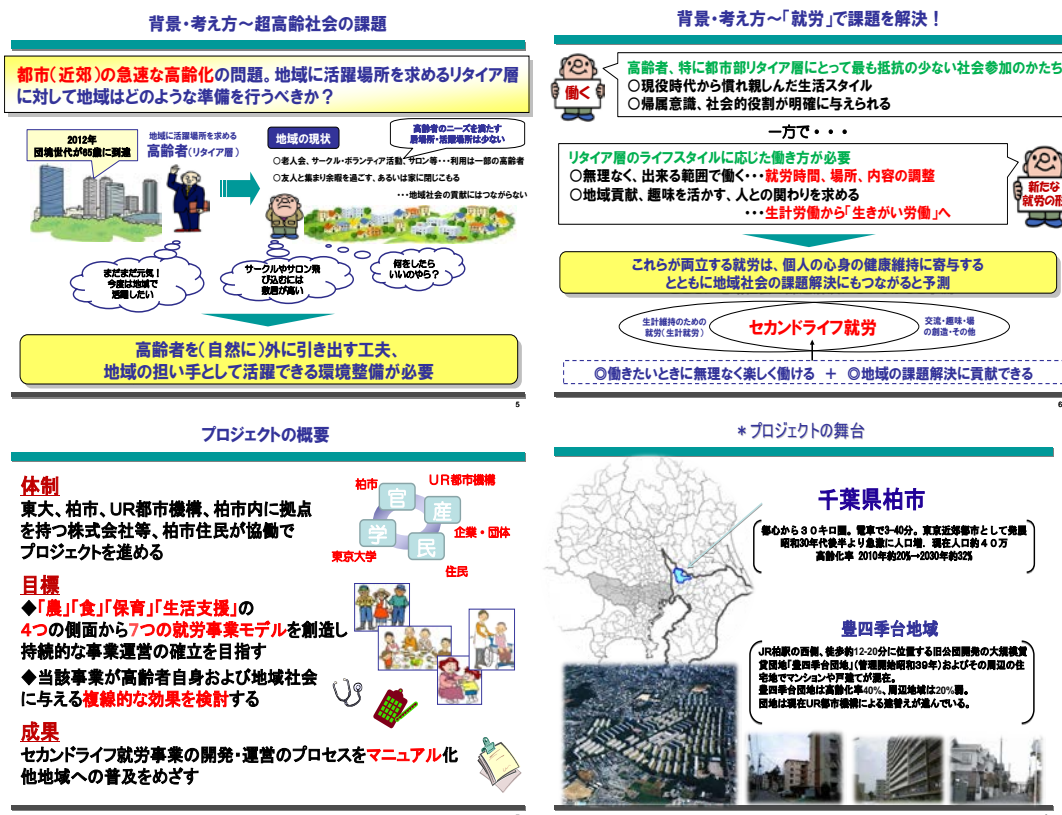 背景・考え方～超高齢社会の課題
都市（近郊）の急速な高齢化の問題。地域に活躍場所を求めるリタイア層
に対して地域はどのような準備を行うべきか？
2012年
団塊世代が65歳に到達
地域に活躍場所を求める
高齢者（リタイア層）
地域の現状
高齢者のニーズを満たす
居場所・活躍場所は少ない
○老人会、サークル・ボランティア活動、サロン等・・・利用は一部の高齢者
○友人と集まり余暇を過ごす、あるいは家に閉じこもる
・・・地域社会の貢献にはつながらない
まだまだ元気！
今度は地域で
活躍したい
サークルやサロン飛
び込むには
敷居が高い
何をしたら
いいのやら？
高齢者を（自然に）外に引き出す工夫、
地域の担い手として活躍できる環境整備が必要
5
背景・考え方～「就労」で課題を解決！
働く
高齢者、特に都市部リタイア層にとって最も抵抗の少ない社会参加のかたち
○現役時代から慣れ親しんだ生活スタイル
○帰属意識、社会的役割が明確に与えられる
一方で・・・
リタイア層のライフスタイルに応じた働き方が必要
○無理なく、出来る範囲で働く・・・就労時間、場所、内容の調整
○地域貢献、趣味を活かす、人との関わりを求める
・・・生計労働から「生きがい労働」へ
新たな
就労の形
これらが両立する就労は、個人の心身の健康維持に寄与する
とともに地域社会の課題解決にもつながると予測
生計維持のための
就労（生計就労）
セカンドライフ就労
交流・趣味・場
の創造・その他
◎働きたいときに無理なく楽しく働ける ＋ ◎地域の課題解決に貢献できる
6
プロジェクトの概要
体制
東大、柏市、UR都市機構、柏市内に拠点
を持つ株式会社等、柏市住民が協働で
プロジェクトを進める
柏市
UR都市機構
官
産
学
民
企業・団体
東京大学
住民
目標
◆「農」「食」「保育」「生活支援」の
4つの側面から7つの就労事業モデルを創造し
持続的な事業運営の確立を目指す
◆当該事業が高齢者自身および地域社会
に与える複線的な効果を検討する
成果
セカンドライフ就労事業の開発・運営のプロセスをマニュアル化
他地域への普及をめざす
＊プロジェクトの舞台
千葉県柏市
都心から３０キロ圏。電車で3-40分。東京近郊都市として発展
昭和30年代後半より急激に人口増、現在人口約４０万
高齢化率 2010年約20%→2030年約32%
豊四季台地域
JR柏駅の西側、徒歩約12-20分に位置する旧公団開発の大規模賃
貸団地「豊四季台団地」（管理開始昭和39年）およびその周辺の住
宅地でマンションや戸建てが混在。
豊四季台団地は高齢化率40%、周辺地域は20%弱。
団地は現在UR都市機構による建替えが進んでいる。